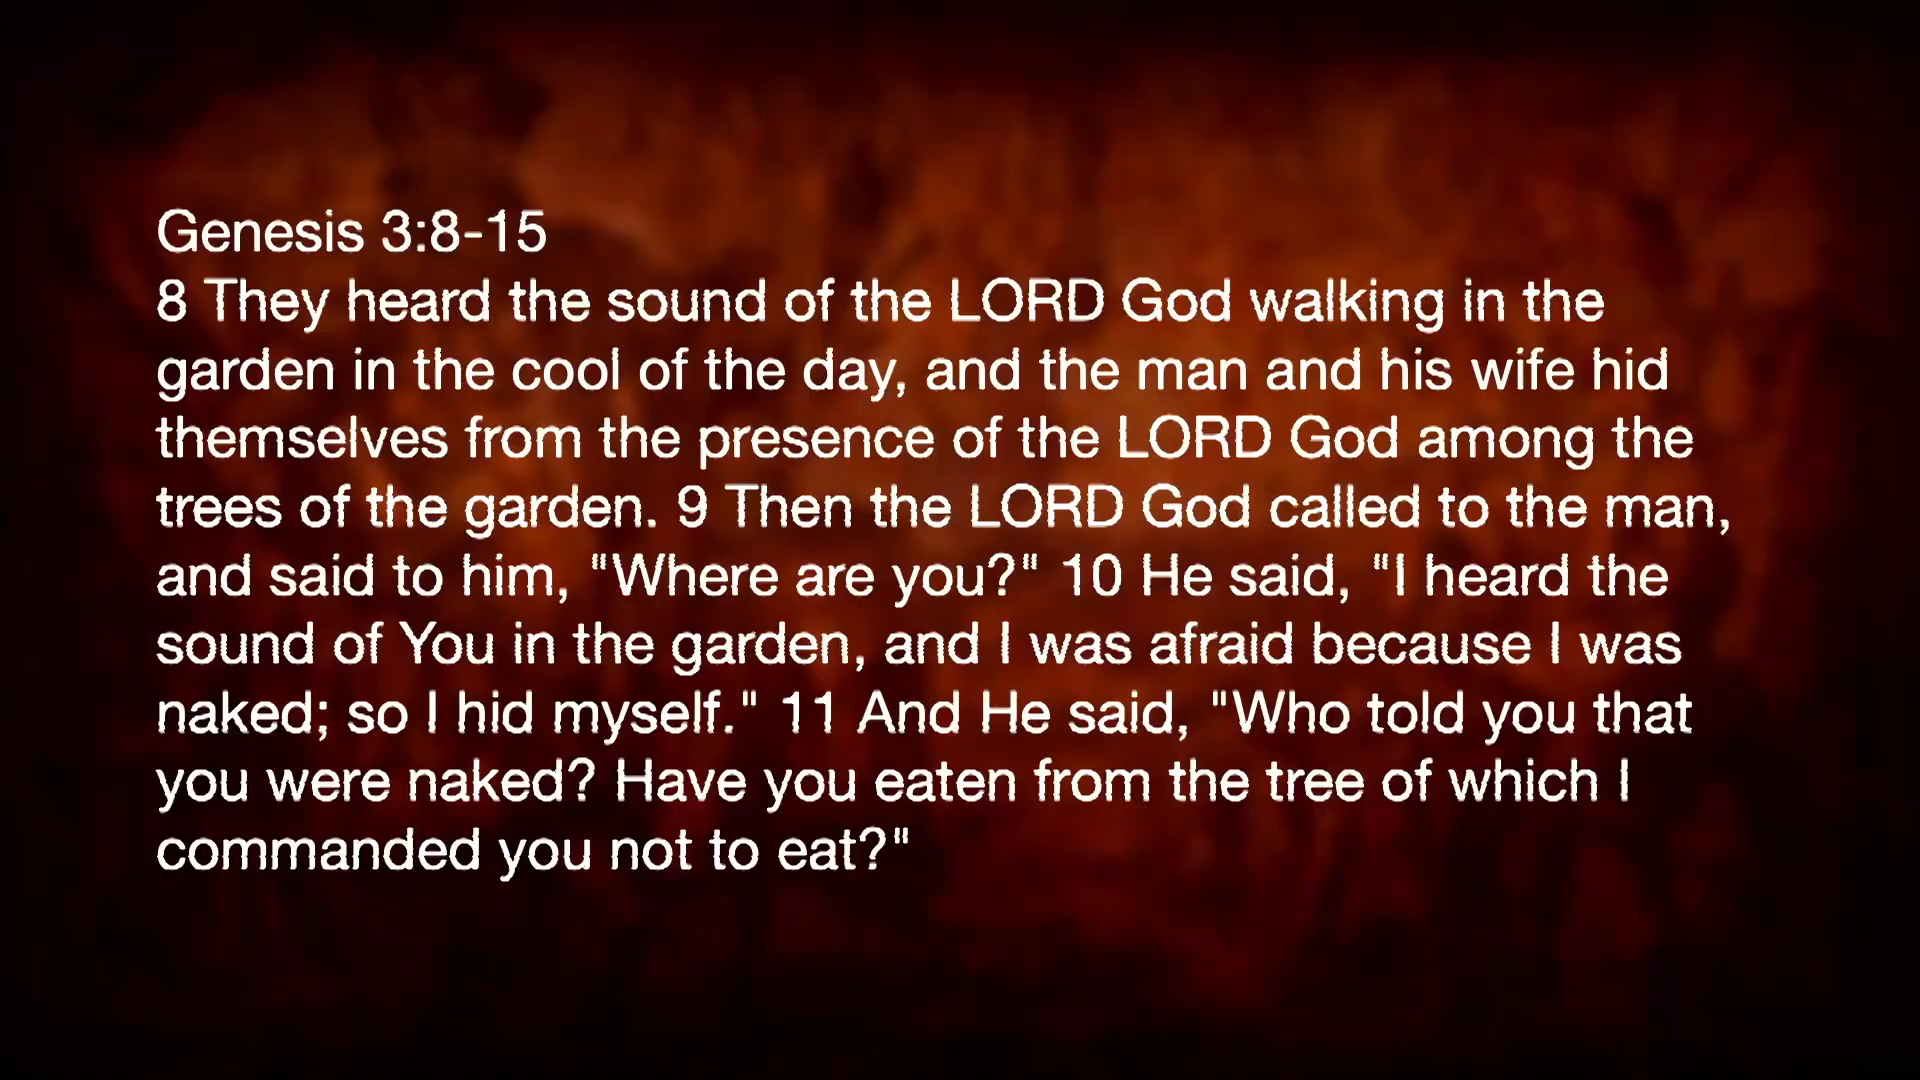 Genesis 3:8-15
8 They heard the sound of the LORD God walking in the
garden in the cool of the day, and the man and his wife hid
themselves from the presence of the LORD God among the
trees of the garden. 9 Then the LORD God called to the man,
and said to him, "Where are you?" 10 He said, "I heard the
sound of You in the garden, and I was afraid because I was
naked; so I hid myself." 11 And He said, "Who told you that
you were naked? Have you eaten from the tree of which I
commanded you not to eat?"